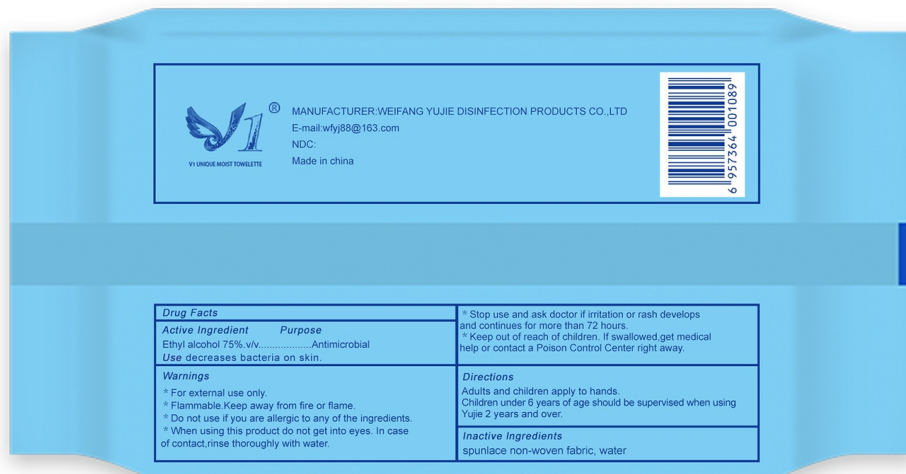 V1
®
V1 UNIQUE MOIST TOWELETTE
MANUFACTURER:WEIFANG YUJIE DISINFECTION PRODUCTS CO.,LTD
E-mail:wfyj88@163.com
NDC:
Made in china
6 957364 001089
Drug Facts
Active Ingredient Purpose
Ethyl alcohol 75%.v/v...................Antimicrobial
Use decreases bacteria on skin.
Warnings
* For external use only.
* Flammable.Keep away from fire or flame.
* Do not use if you are allergic to any of the ingredients.
* When using this product do not get into eyes. In case
of contact,rinse thoroughly with water.
* Stop use and ask doctor if irritation or rash develops
and continues for more than 72 hours.
* Keep out of reach of children. If swallowed,get medical
help or contact a Poison Control Center right away.
Directions
Adults and children apply to hands.
Children under 6 years of age should be supervised when using
Yujie 2 years and over.
Inactive Ingredients
spunlace non-woven fabric, water